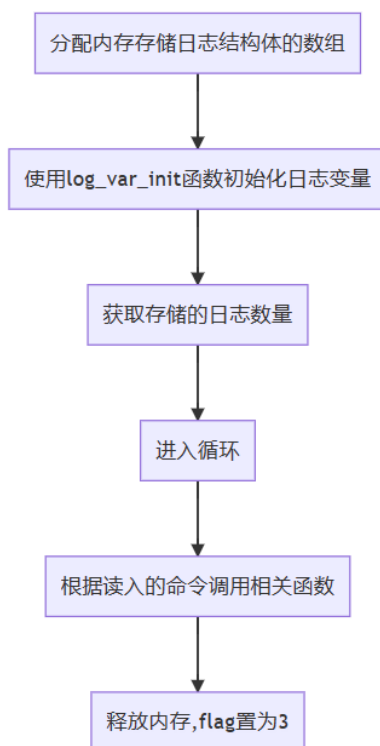 分配内存存储日志结构体的数组
使用log_var_init函数初始化日志变量
获取存储的日志数量
进入循环
根据读入的命令调用相关函数
释放内存,flag置为3